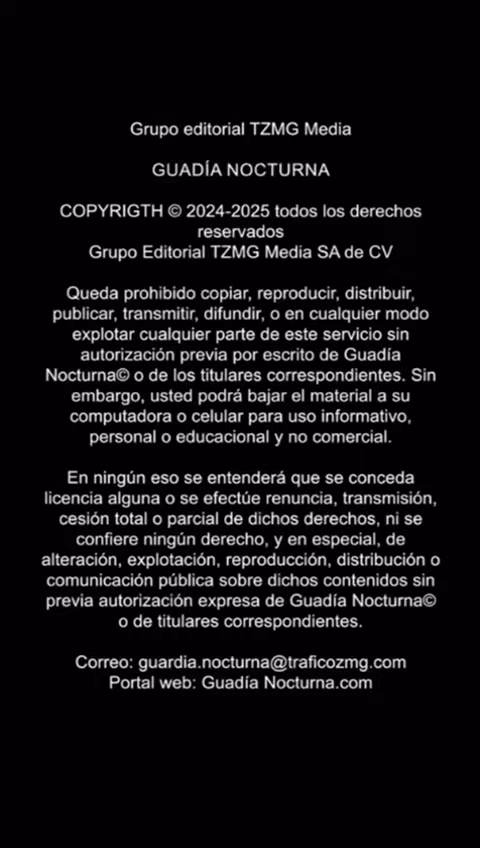 Grupo editorial TZMG Media
GUADÍA NOCTURNA
COPYRIGTH © 2024-2025 todos los derechos
reservados
Grupo Editorial TZMG Media SA de CV
Queda prohibido copiar, reproducir, distribuir,
publicar, transmitir, difundir, o en cualquier modo
explotar cualquier parte de este servicio sin
autorización previa por escrito de Guadía
Nocturna© o de los titulares correspondientes. Sin
embargo, usted podrá bajar el material a su
computadora o celular para uso informativo,
personal o educacional y no comercial.
En ningún eso se entenderá que se conceda
licencia alguna o se efectúe renuncia, transmisión,
cesión total o parcial de dichos derechos, ni se
confiere ningún derecho, y en especial, de
alteración, explotación, reproducción, distribución o
comunicación pública sobre dichos contenidos sin
previa autorización expresa de Guadía Nocturna©
o de titulares correspondientes.
Correo: guardia.nocturna@traficozmg.com
Portal web: Guadía Nocturna.com